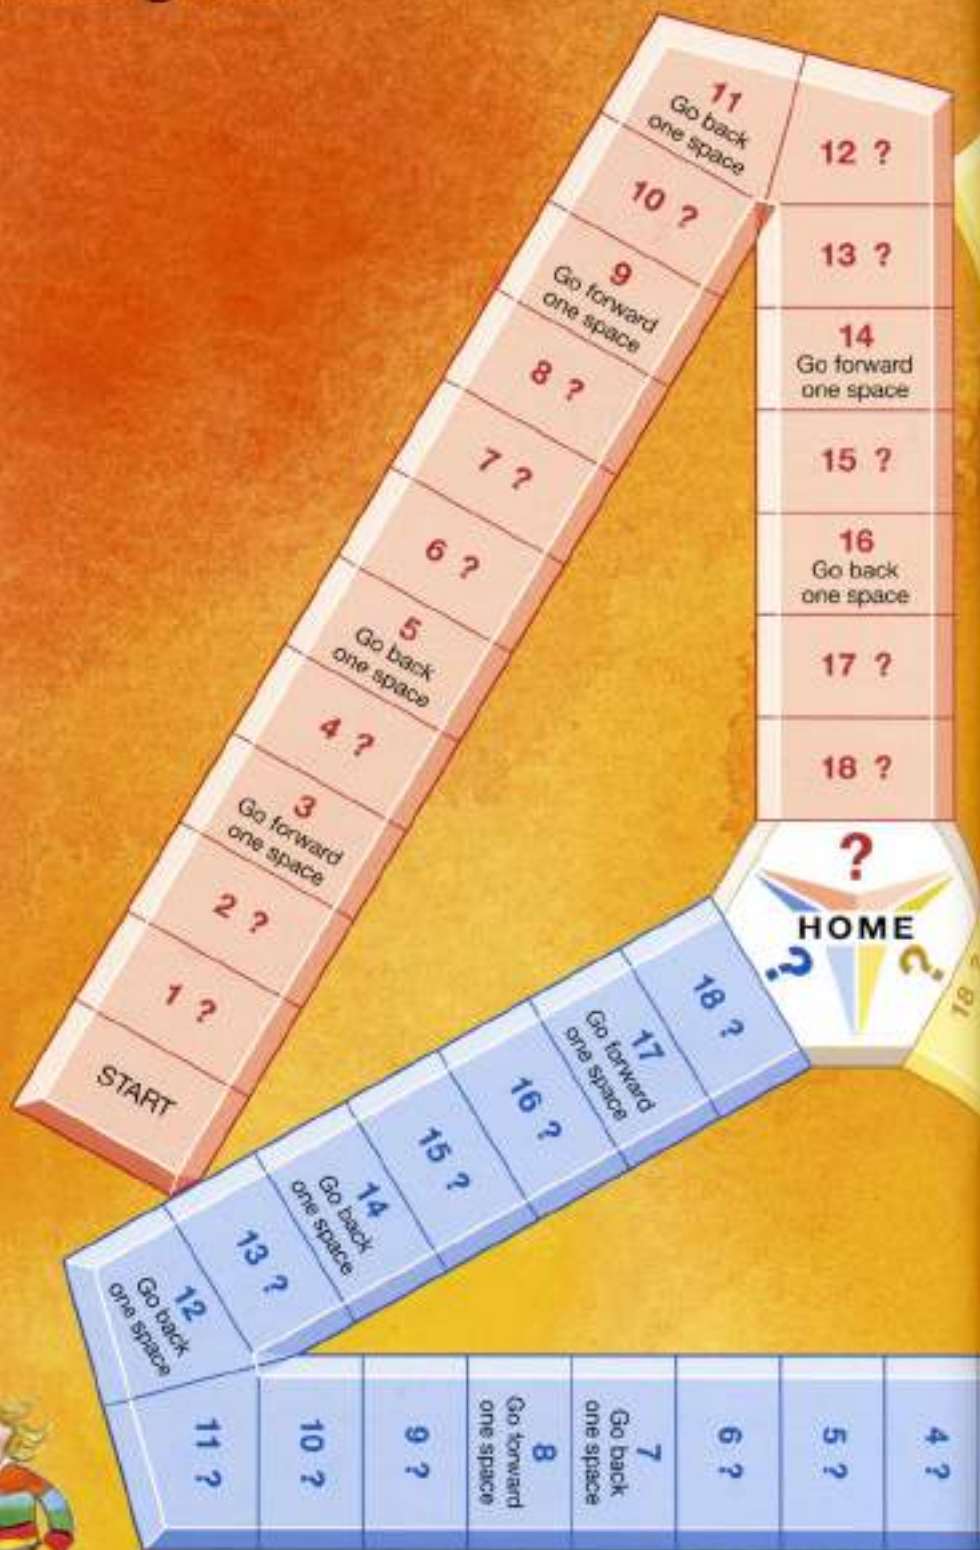 START
1 ?
2 ?
3
Go forward
one space
4 ?
5
Go back
one space
6 ?
7 ?
8 ?
9
Go forward
one space
10 ?
11
Go back
one space
12 ?
13 ?
14
Go forward
one space
15 ?
16
Go back
one space
17 ?
18 ?
?
HOME
? ?
18 ?
18 ?
17
Go forward
one space
16 ?
15 ?
14
Go back
one space
13 ?
12
Go back
one space
11 ?
10 ?
9 ?
8
Go forward
one space
7
Go back
one space
6 ?
5 ?
4 ?